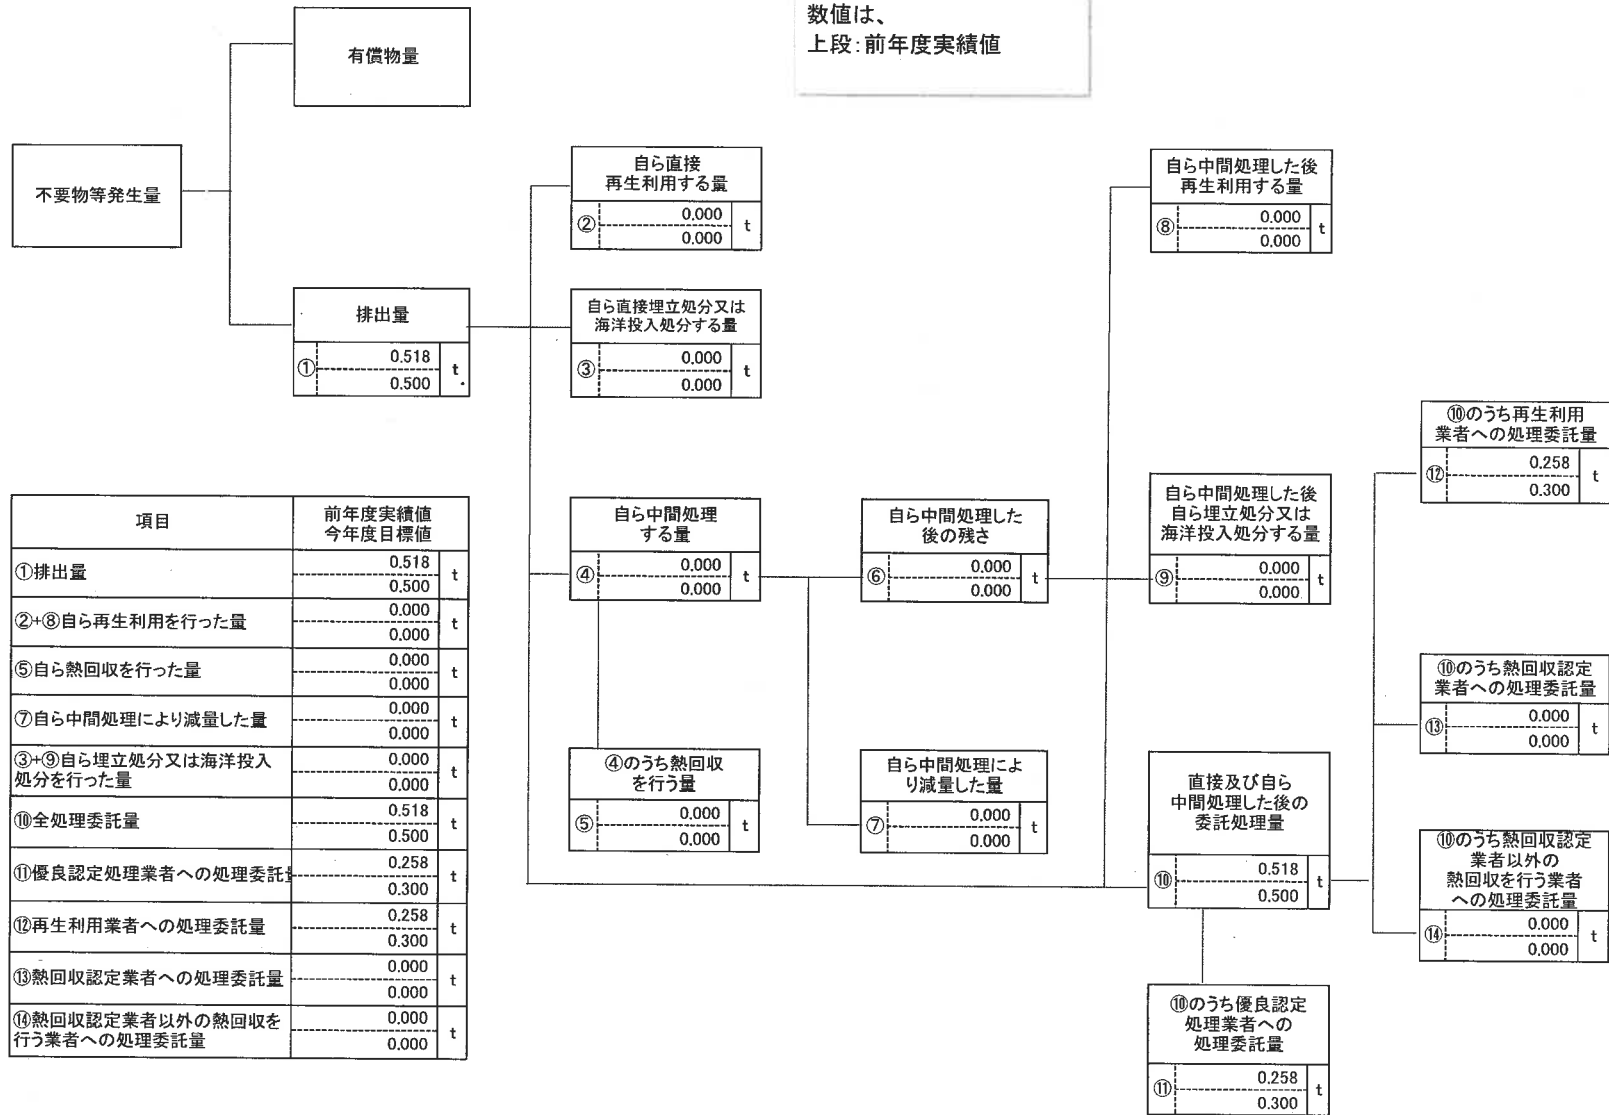 数値は、
上段：前年度実績値
有償物量
不要物等発生量
排出量
① 0.518 t
0.500
自ら直接
再生利用する量
② 0.000 t
0.000
自ら直接埋立処分又は
海洋投入処分する量
③ 0.000 t
0.000
自ら中間処理した後
再生利用する量
⑧ 0.000 t
0.000
自ら中間処理
する量
④ 0.000 t
0.000
自ら中間処理した
後の残さ
⑥ 0.000 t
0.000
自ら中間処理した後
自ら埋立処分又は
海洋投入処分する量
⑨ 0.000 t
0.000
⑩のうち再生利用
業者への処理委託量
⑫ 0.258 t
0.300
⑩のうち熱回収認定
業者への処理委託量
⑬ 0.000 t
0.000
④のうち熱回収
を行う量
⑤ 0.000 t
0.000
自ら中間処理によ
り減量した量
⑦ 0.000 t
0.000
直接及び自ら
中間処理した後の
委託処理量
⑩ 0.518 t
0.500
⑩のうち熱回収認定
業者以外の
熱回収を行う業者
への処理委託量
⑭ 0.000 t
0.000
⑩のうち優良認定
処理業者への
処理委託量
⑪ 0.258 t
0.300
項目 前年度実績値
今年度目標値
①排出量 0.518 t
0.500
②+⑧自ら再生利用を行った量 0.000 t
0.000
⑤自ら熱回収を行った量 0.000 t
0.000
⑦自ら中間処理により減量した量 0.000 t
0.000
③+⑨自ら埋立処分又は海洋投入
処分を行った量 0.000 t
0.000
⑩全処理委託量 0.518 t
0.500
⑪優良認定処理業者への処理委託 0.258 t
0.300
⑫再生利用業者への処理委託量 0.258 t
0.300
⑬熱回収認定業者への処理委託量 0.000 t
0.000
⑭熱回収認定業者以外の熱回収を
行う業者への処理委託量 0.000 t
0.000